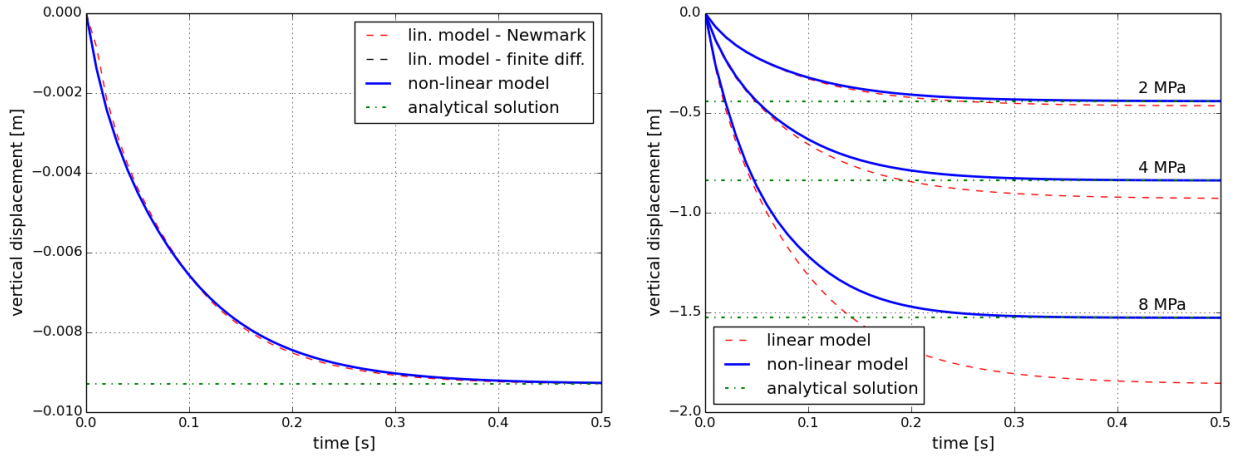 0.000
−0.002
−0.004
−0.006
−0.008
−0.010
vertical displacement [m]
lin. model - Newmark
lin. model - finite diff.
non-linear model
analytical solution
0.0 0.1 0.2 0.3 0.4 0.5
time [s]
0.0
−0.5
−1.0
−1.5
−2.0
vertical displacement [m]
2 MPa
4 MPa
8 MPa
linear model
non-linear model
analytical solution
0.0 0.1 0.2 0.3 0.4 0.5
time [s]